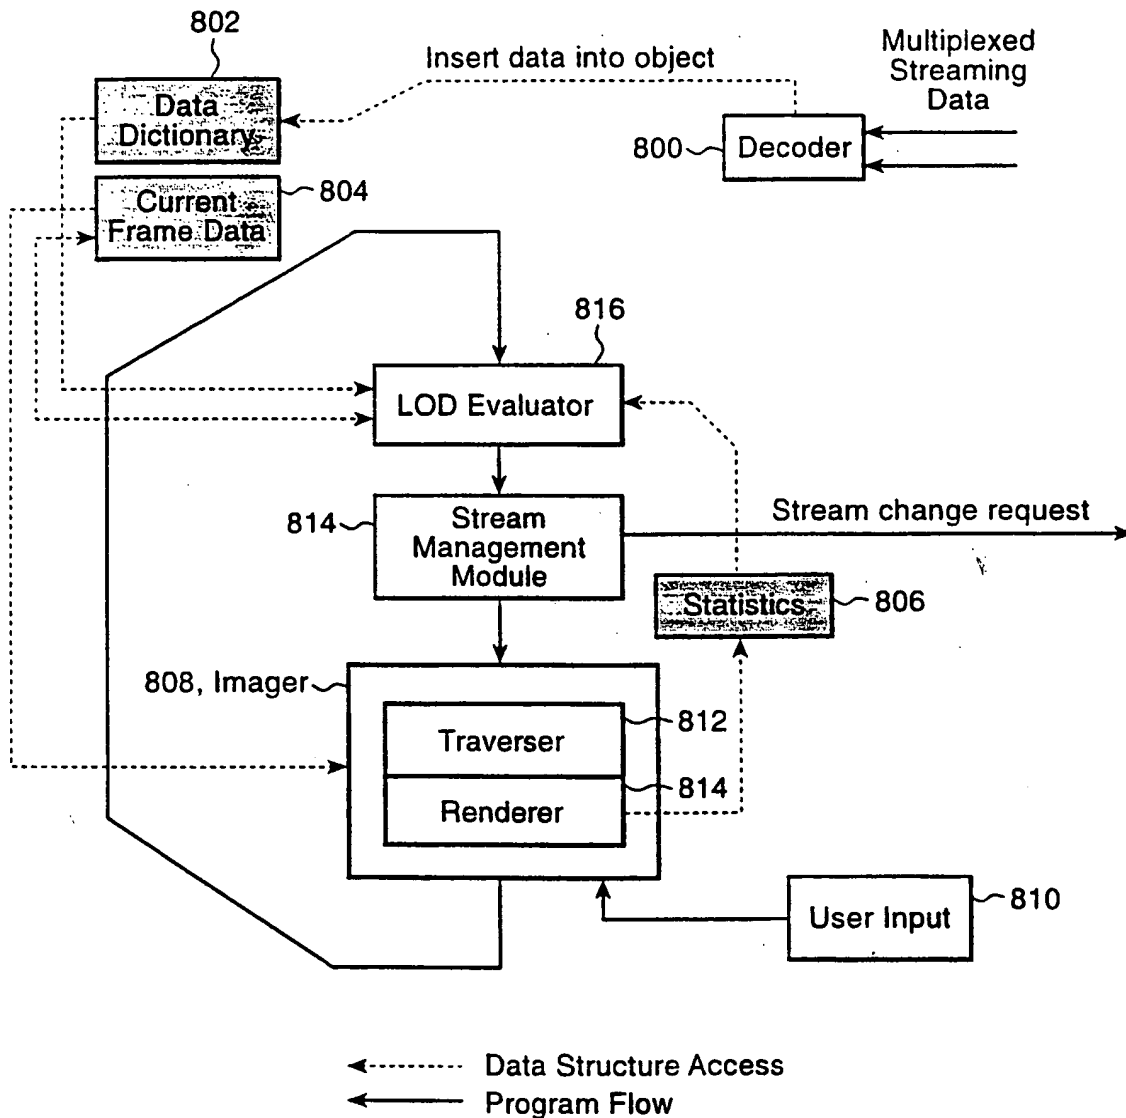 802
Insert data into object
Multiplexed
Streaming
Data
Data
Dictionary
800
Decoder
804
Current
Frame Data
816
LOD Evaluator
814
Stream
Management
Module
Stream change request
Statistics
806
808, Imager
Traverser
812
Renderer
814
User Input
810
Data Structure Access
Program Flow